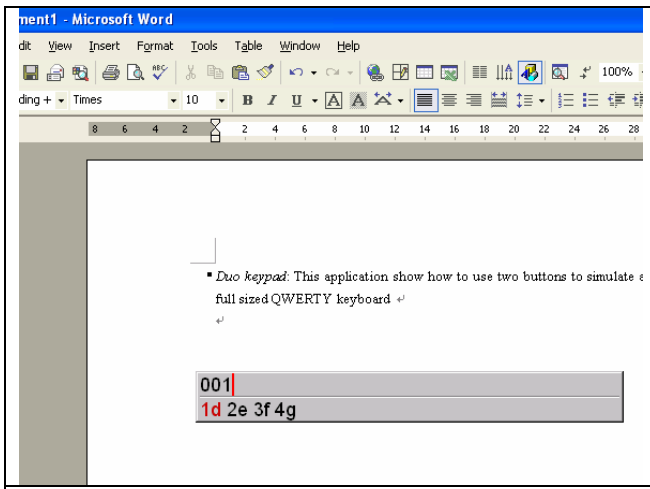 ment1 - Microsoft Word
dit View Insert Format Tools Table Window Help
100%
ding + Times 10 B I U A A
8 6 4 2 2 4 6 8 10 12 14 16 18 20 22 24 26 28
▪ Duo keypad: This application show how to use two buttons to simulate a
full sized QWERTY keyboard ↵
↵
001
1d 2e 3f 4g